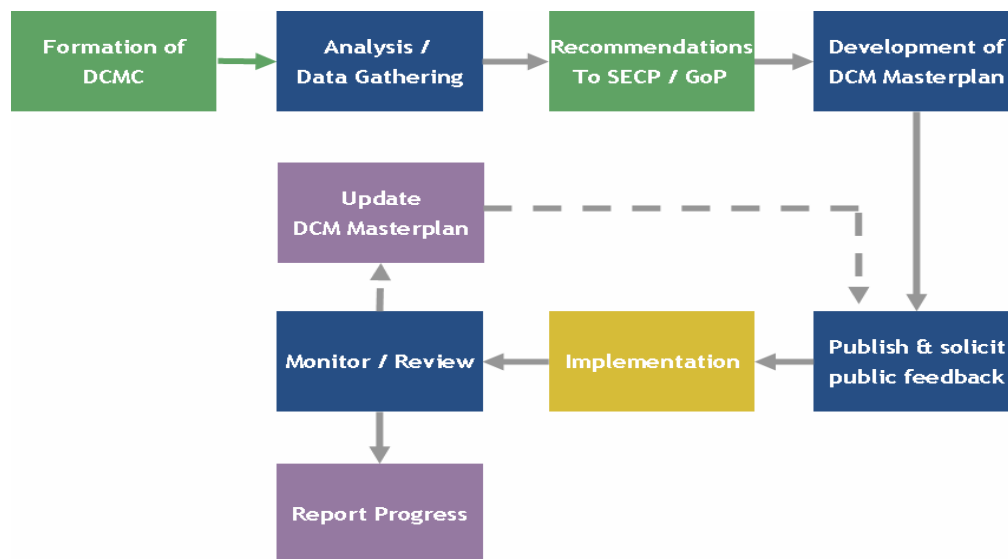 Formation of
DCMC
Analysis /
Data Gathering
Recommendations
To SECP / GoP
Development of
DCM Masterplan
Update
DCM Masterplan
Monitor / Review
Implementation
Publish & solicit
public feedback
Report Progress